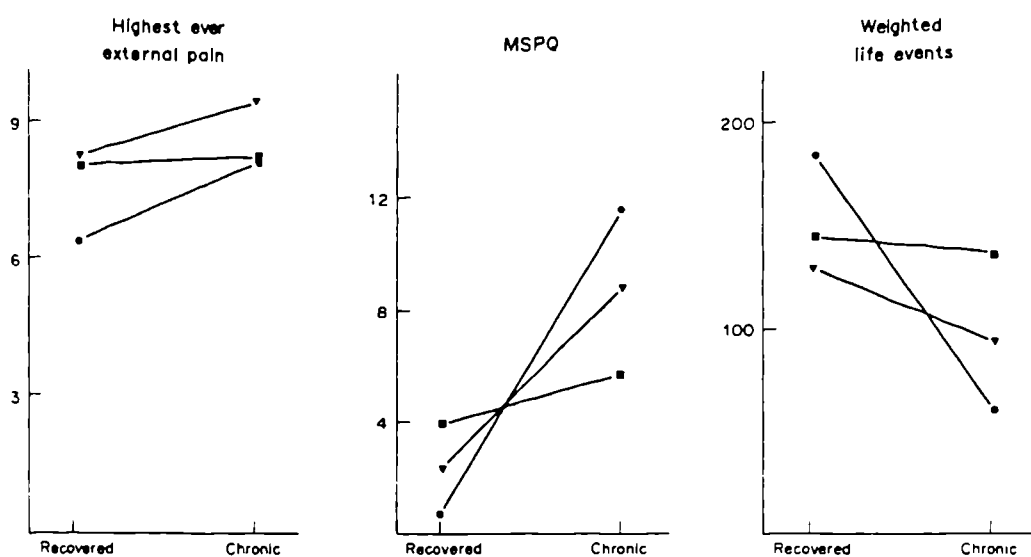 Highest ever
external pain
9
6
3
Recovered
Chronic
MSPQ
12
8
4
Recovered
Chronic
Weighted
life events
200
100
Recovered
Chronic